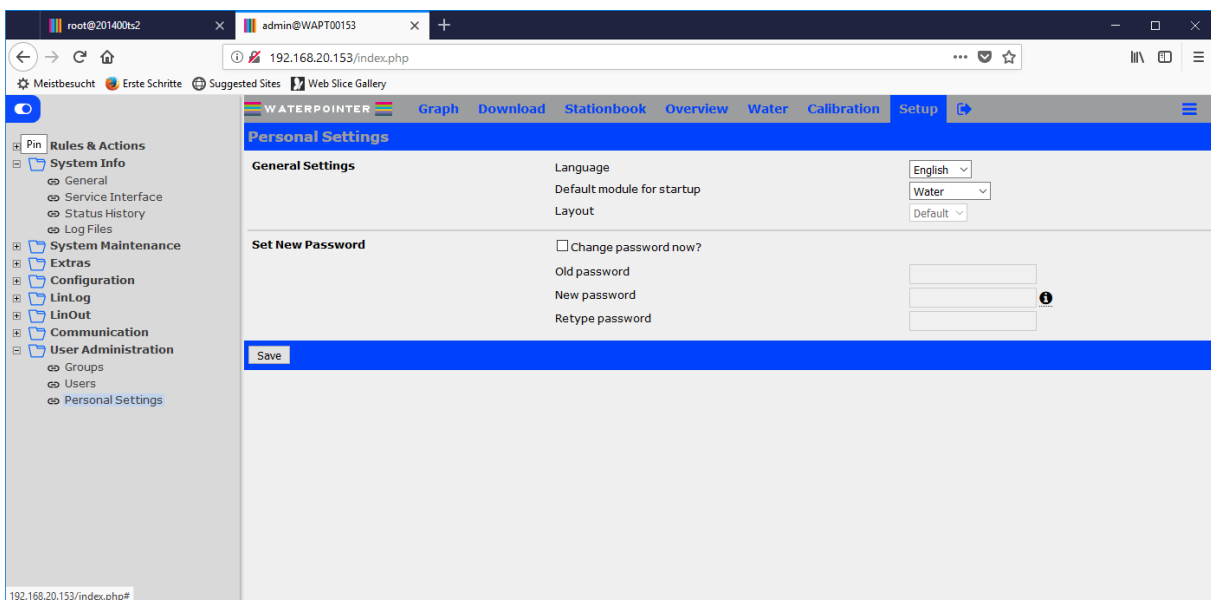 root@201400ts2
admin@WAPT00153
192.168.20.153/index.php
Meistbesucht Erste Schritte Suggested Sites Web Slice Gallery
WATERPOINTER Graph Download Stationbook Overview Water Calibration Setup
Pin Rules & Actions
System Info
General
Service Interface
Status History
Log Files
System Maintenance
Extras
Configuration
LinLog
LinOut
Communication
User Administration
Groups
Users
Personal Settings
Personal Settings
General Settings
Language English
Default module for startup Water
Layout Default
Set New Password
Change password now?
Old password
New password
Retype password
Save
192.168.20.153/index.php#